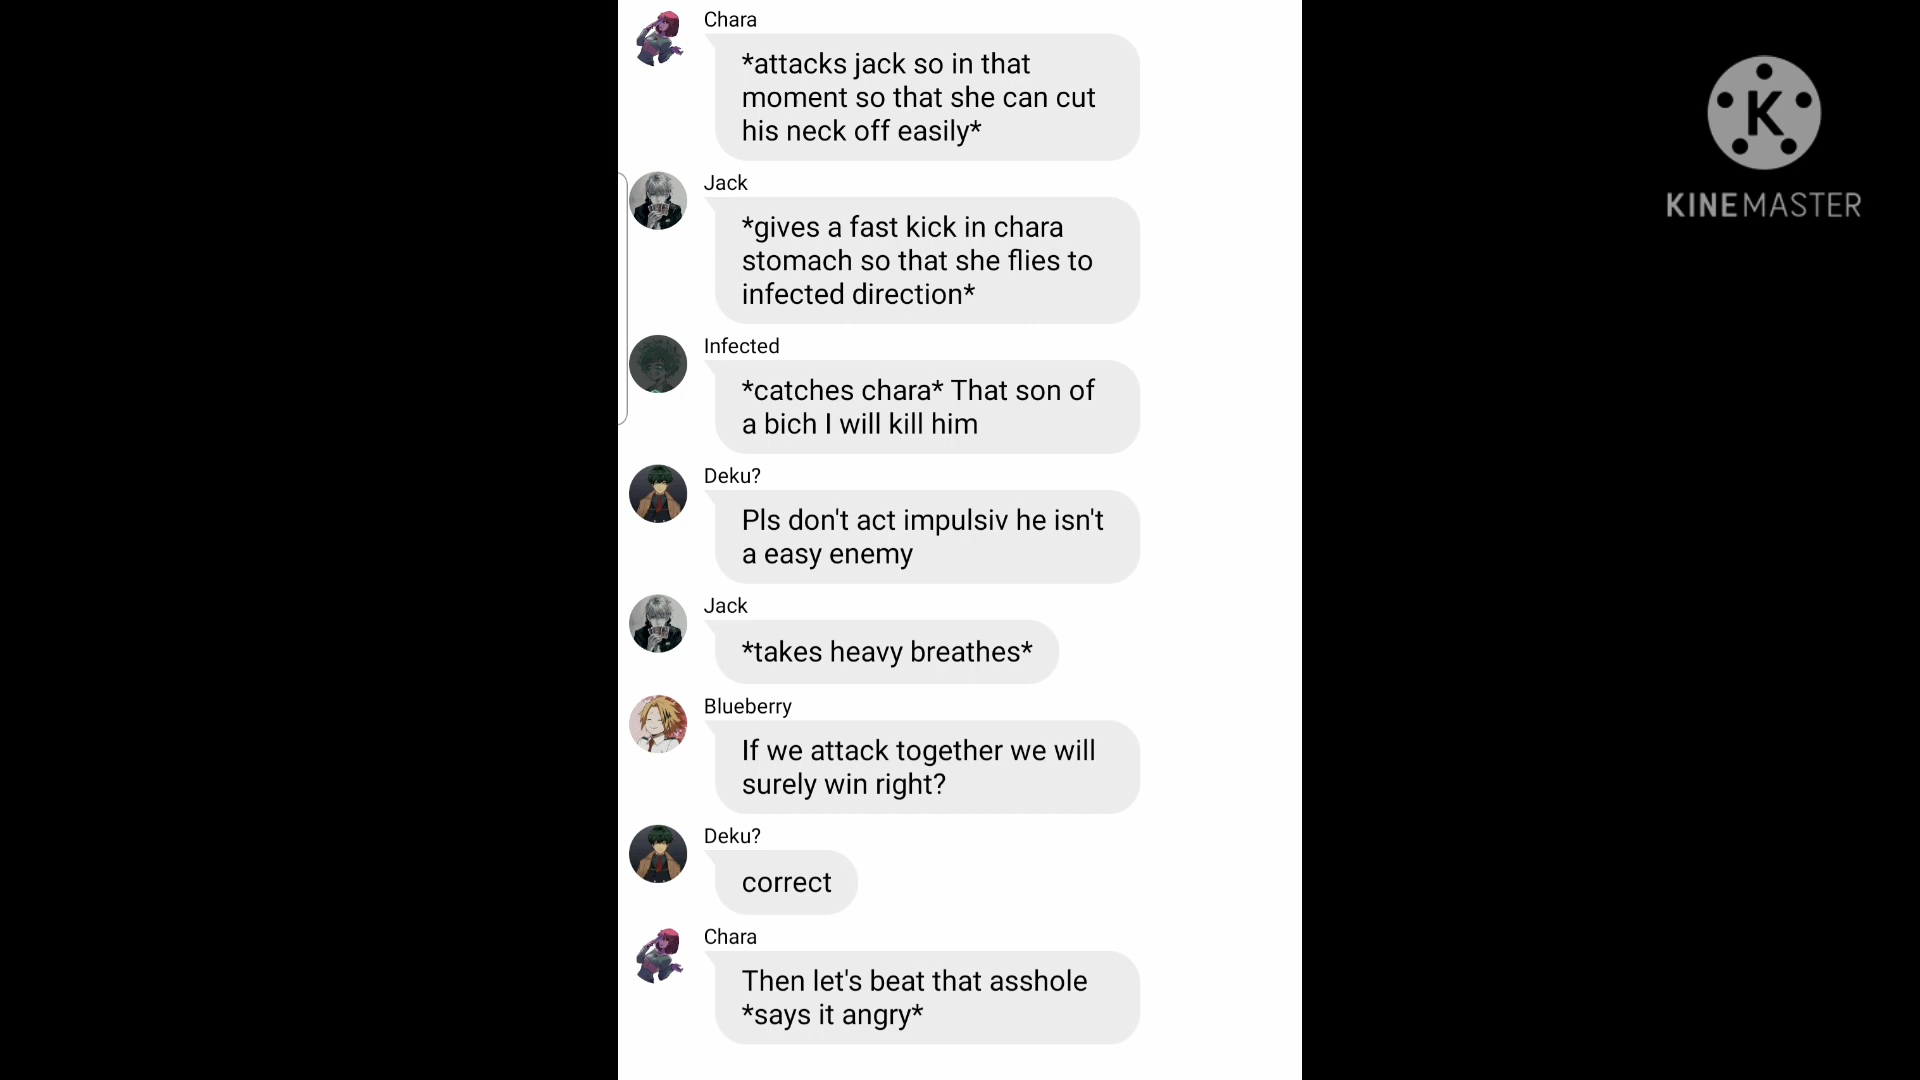 Chara
*attacks jack so in that
moment so that she can cut
his neck off easily*
Jack
*gives a fast kick in chara
stomach so that she flies to
infected direction*
Infected
*catches chara* That son of
a bich I will kill him
Deku?
Pls don't act impulsiv he isn't
a easy enemy
Jack
*takes heavy breathes*
Blueberry
If we attack together we will
surely win right?
Deku?
correct
Chara
Then let's beat that asshole
*says it angry*
K
KINEMASTER